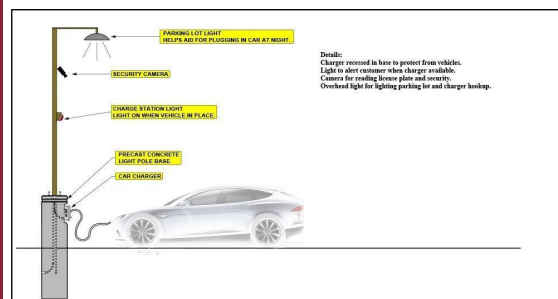 PARKING LOT LIGHT
HELPS AID FOR PLUGGING IN CAR AT NIGHT.
Details:
Charger recessed in base to protect from vehicles.
Light to alert customer when charger available.
Camera for reading license plate and security.
Overhead light for lighting parking lot and charger hookup.
SECURITY CAMERA
CHARGE STATION LIGHT
LIGHT ON WHEN VEHICLE IN PLACE.
PRECAST CONCRETE
LIGHT POLE BASE.
CAR CHARGER